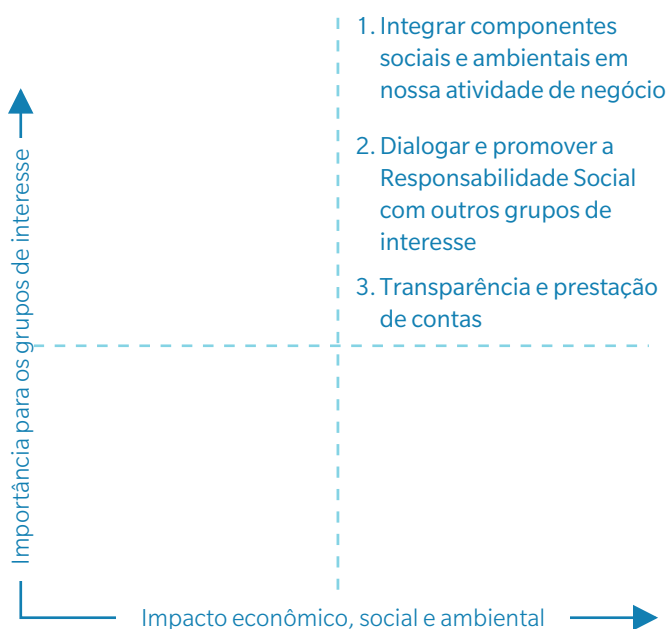 1. Integrar componentes
sociais e ambientais em
nossa atividade de negócio
2. Dialogar e promover a
Responsabilidade Social
com outros grupos de
interesse
3. Transparência e prestação
de contas
Importância para os grupos de interesse
Impacto econômico, social e ambiental